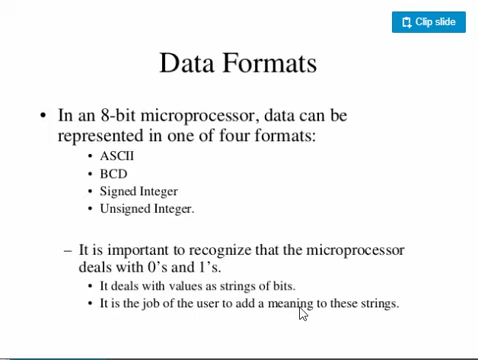 Clip slide
Data Formats
• In an 8-bit microprocessor, data can be
represented in one of four formats:
• ASCII
• BCD
• Signed Integer
• Unsigned Integer.
– It is important to recognize that the microprocessor
deals with 0’s and 1’s.
• It deals with values as strings of bits.
• It is the job of the user to add a meaning to these strings.